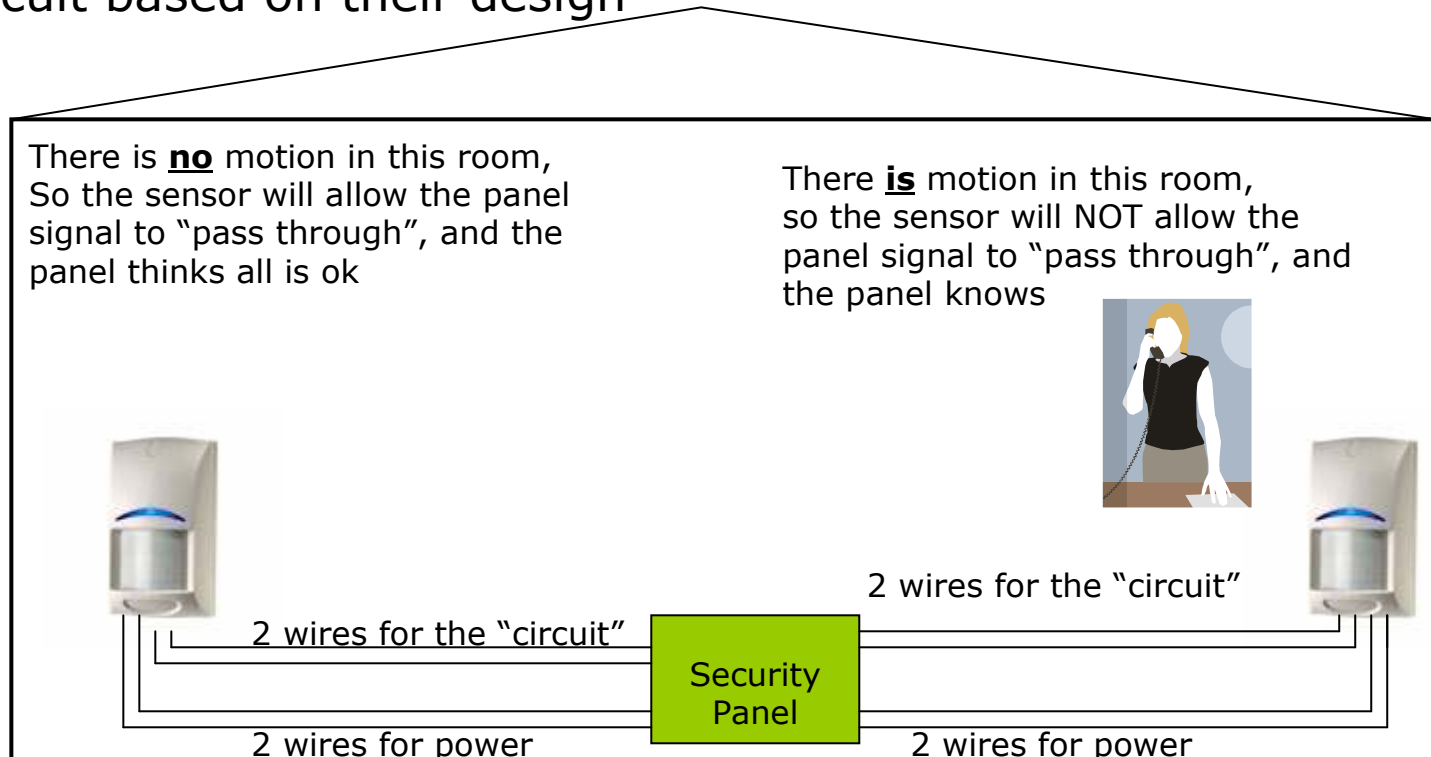 cuit based on their design
There is no motion in this room,
So the sensor will allow the panel
signal to “pass through”, and the
panel thinks all is ok
There is motion in this room,
so the sensor will NOT allow the
panel signal to “pass through”, and
the panel knows
2 wires for the “circuit”
2 wires for the “circuit”
Security
Panel
2 wires for power
2 wires for power